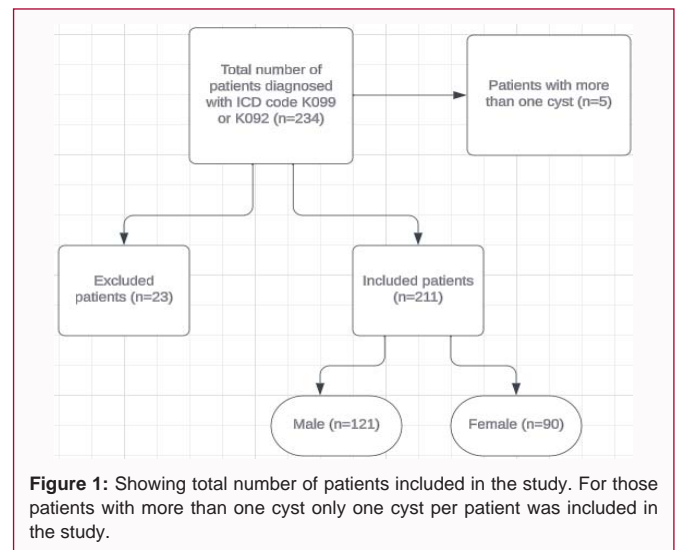 Total number of
patients diagnosed
with ICD code K099
or K092 (n=234)
Patients with more
than one cyst (n=5)
Excluded
patients (n=23)
Included patients
(n=211)
Male (n=121)
Female (n=90)
Figure 1: Showing total number of patients included in the study. For those
patients with more than one cyst only one cyst per patient was included in
the study.